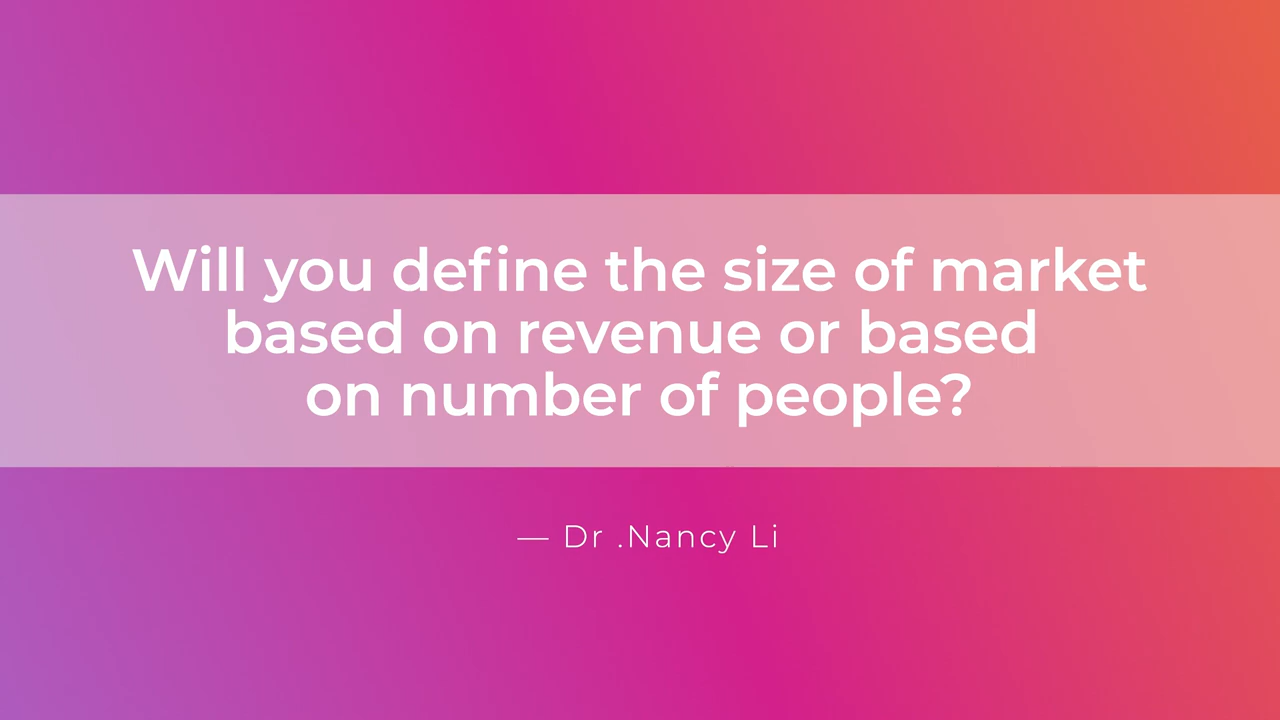 Will you define the size of market
based on revenue or based
on number of people?
— Dr .Nancy Li